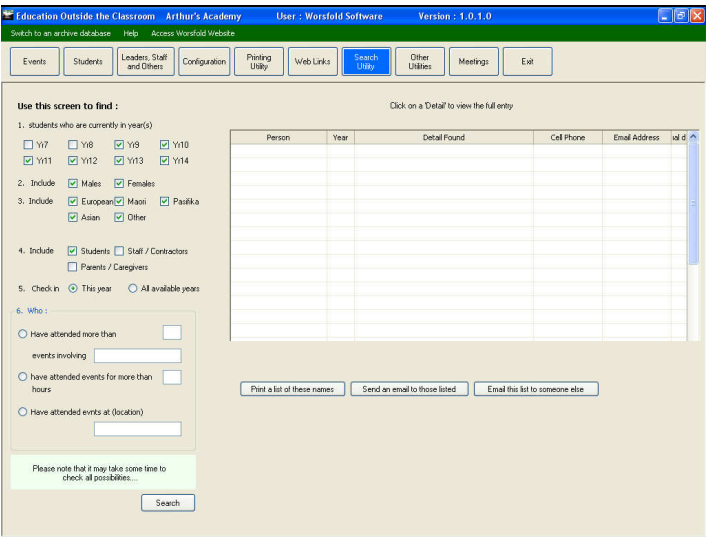 Education Outside the Classroom Arthur's Academy User : Worsfold Software Version : 1.0.1.0
Switch to an archive database Help Access Worsfold Website
Events
Students
Leaders, Staff
and Others
Configuration
Printing
Utility
Web Links
Search
Utility
Other
Utilities
Meetings
Exit
Use this screen to find :
Click on a 'Detail' to view the full entry
1. students who are currently in year(s)
Yr7 Yr8 Yr9 Yr10
Yr11 Yr12 Yr13 Yr14
2. Include Males Females
3. Include European Maori Pasifika
Asian Other
4. Include Students Staff / Contractors
Parents / Caregivers
5. Check in This year All available years
6. Who :
Have attended more than
events involving
have attended events for more than
hours
Have attended evnts at (location)
Please note that it may take some time to
check all possibilities....
Search
Person Year Detail Found Cell Phone Email Address ial d
Print a list of these names
Send an email to those listed
Email this list to someone else